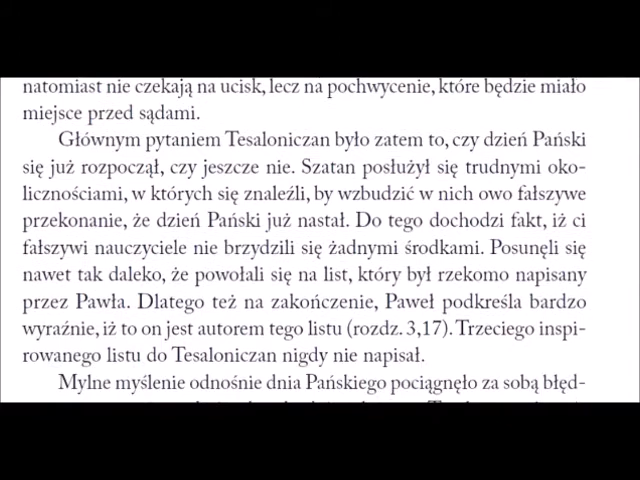 natomiast nie czekają na ucisk, lecz na pochwycenie, które będzie miało
miejsce przed sądami.
Głównym pytaniem Tesaloniczan było zatem to, czy dzień Pański
się już rozpoczął, czy jeszcze nie. Szatan posłużył się trudnymi oko-
licznościami, w których się znaleźli, by wzbudzić w nich owo fałszywe
przekonanie, że dzień Pański już nastał. Do tego dochodzi fakt, iż ci
fałszywi nauczyciele nie brzydzili się żadnymi środkami. Posunęli się
nawet tak daleko, że powołali się na list, który był rzekomo napisany
przez Pawła. Dlatego też na zakończenie, Paweł podkreśla bardzo
wyraźnie, iż to on jest autorem tego listu (rozdz. 3,17). Trzeciego inspi-
rowanego listu do Tesaloniczan nigdy nie napisał.
Mylne myślenie odnośnie dnia Pańskiego pociągnęło za sobą błęd-